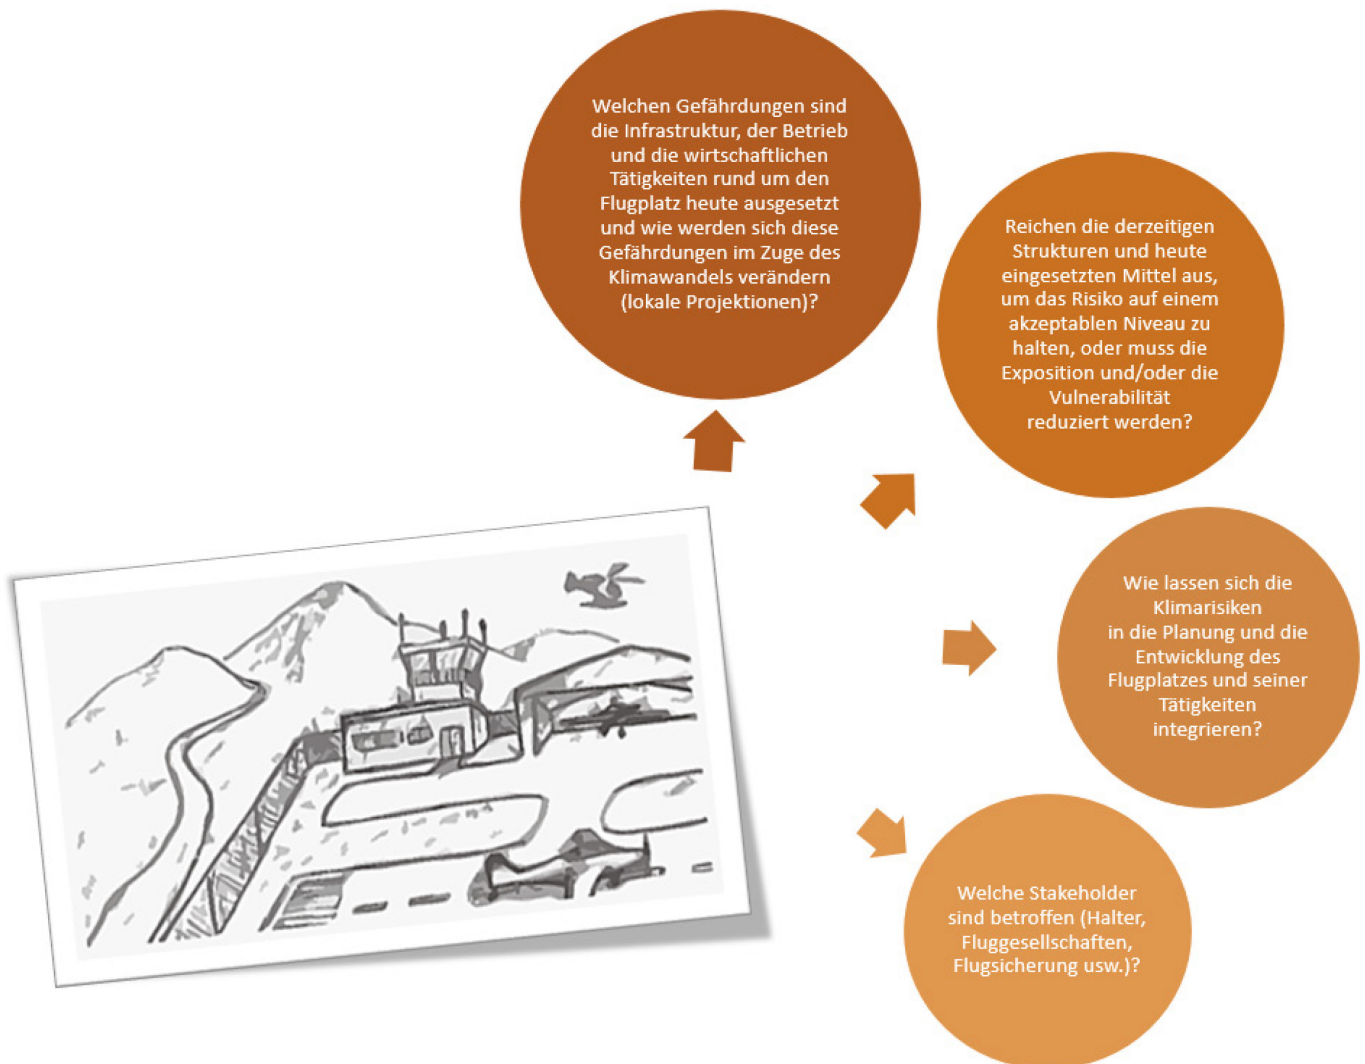 Welchen Gefährdungen sind
die Infrastruktur, der Betrieb
und die wirtschaftlichen
Tätigkeiten rund um den
Flugplatz heute ausgesetzt
und wie werden sich diese
Gefährdungen im Zuge des
Klimawandels verändern
(lokale Projektionen)?
Reichen die derzeitigen
Strukturen und heute
eingesetzten Mittel aus,
um das Risiko auf einem
akzeptablen Niveau zu
halten, oder muss die
Exposition und/oder die
Vulnerabilität
reduziert werden?
Wie lassen sich die
Klimarisiken
in die Planung und die
Entwicklung des
Flugplatzes und seiner
Tätigkeiten
integrieren?
Welche Stakeholder
sind betroffen (Halter,
Fluggesellschaften,
Flugsicherung usw.)?